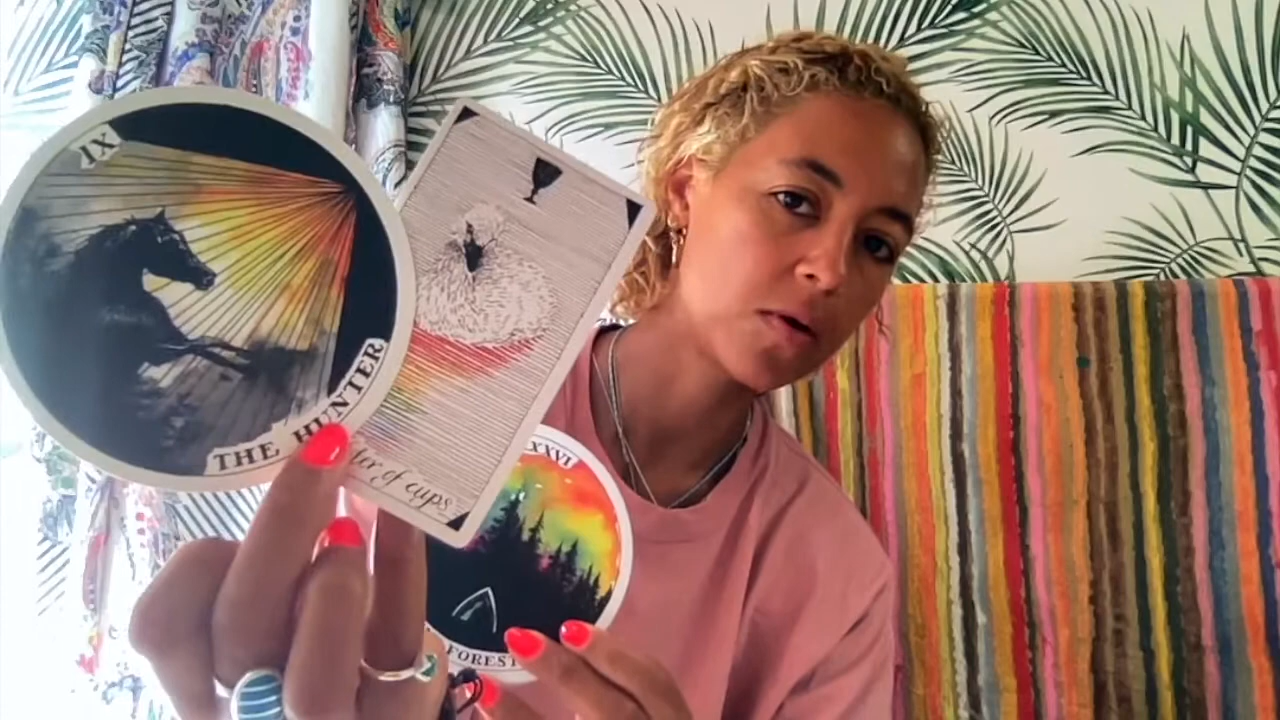 IX
THE HUNTER
of cups
XXVI
FOREST